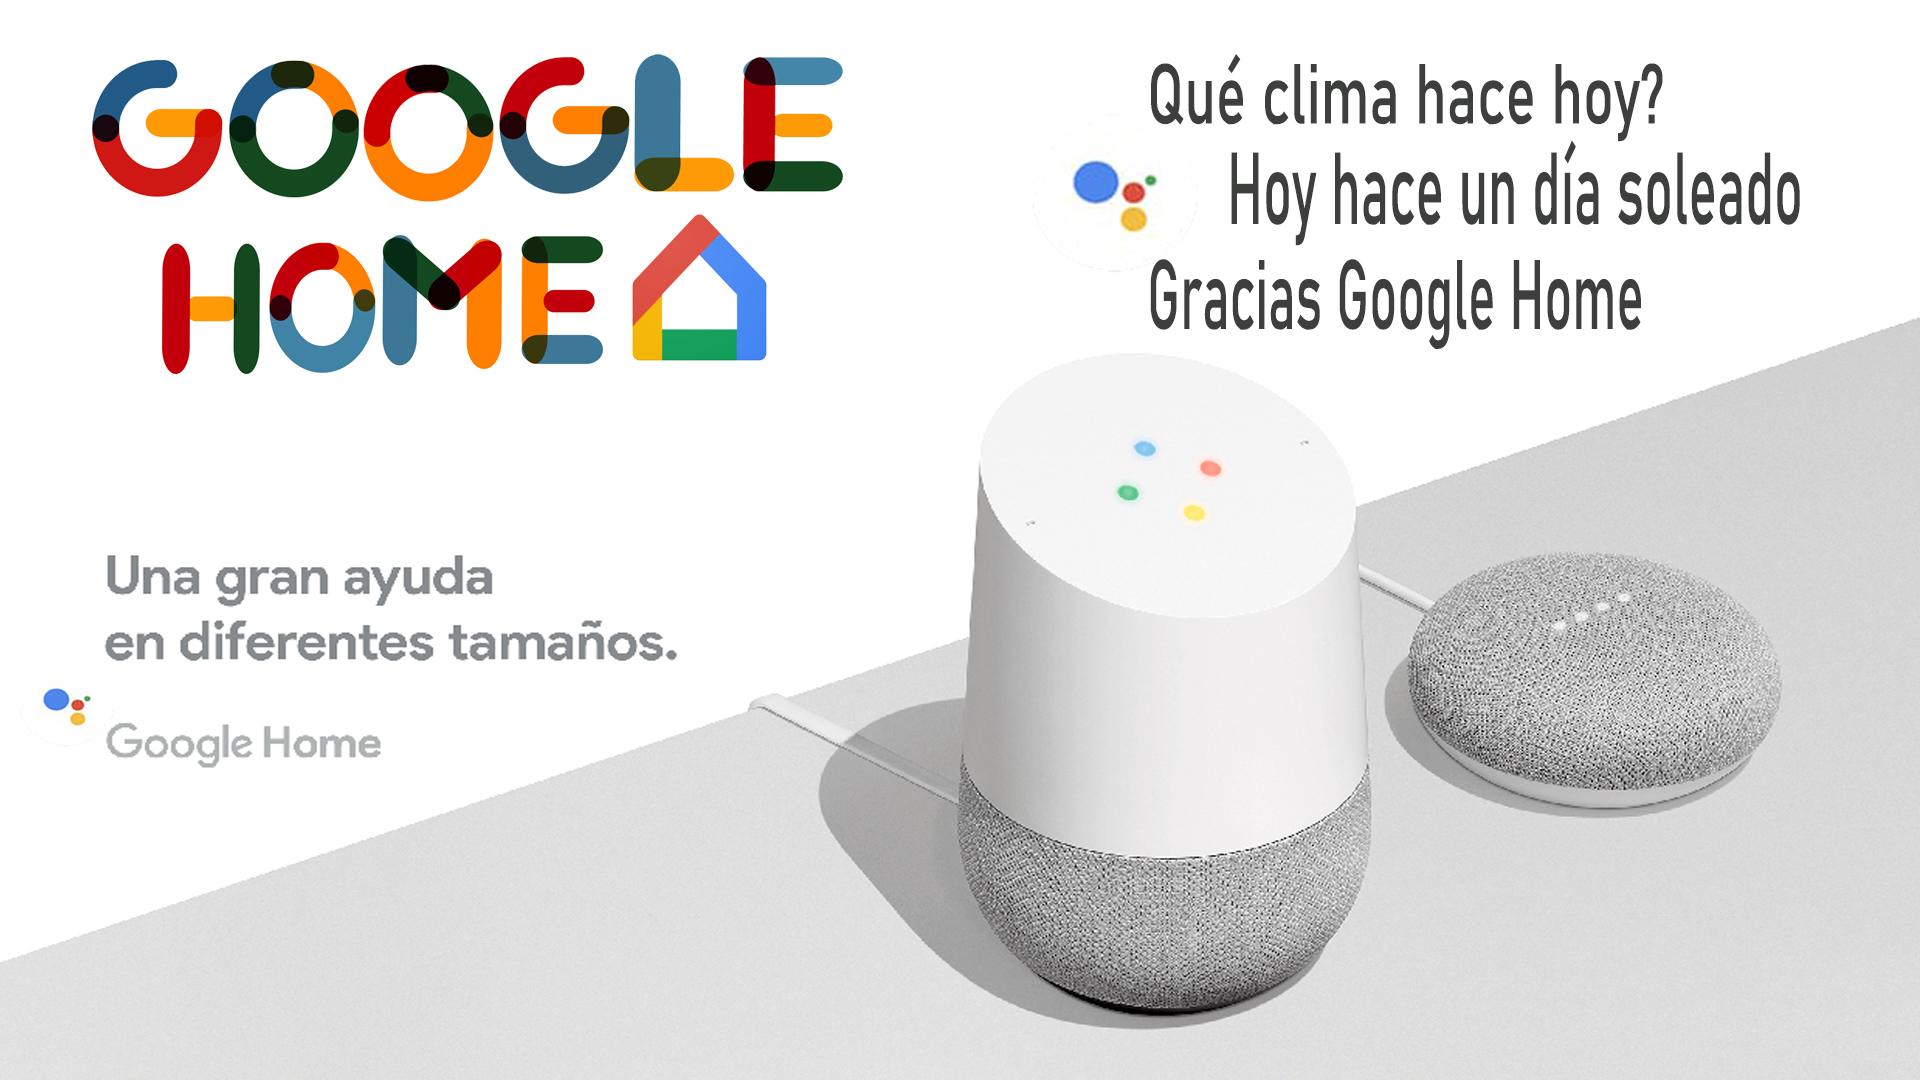 GOOGLE
HOME
Qué clima hace hoy?
Hoy hace un día soleado
Gracias Google Home
Una gran ayuda
en diferentes tamaños.
Google Home